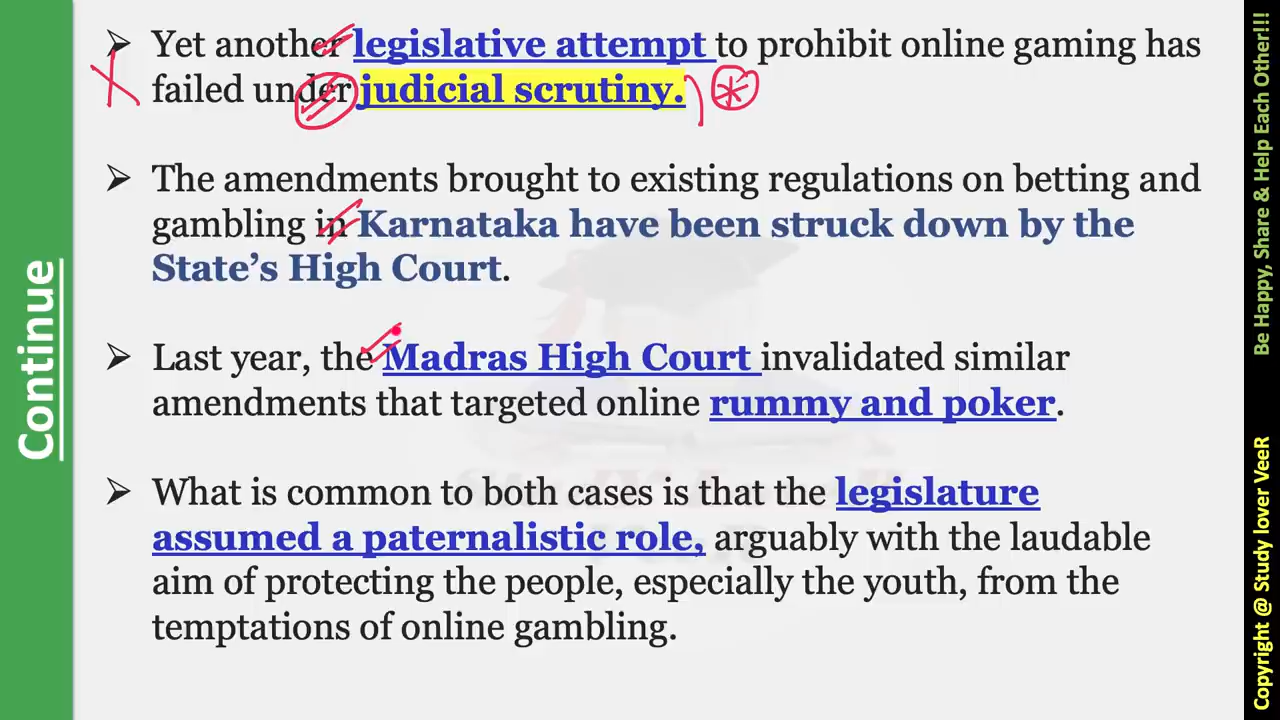 Continue
➢ Yet another legislative attempt to prohibit online gaming has
failed under judicial scrutiny.
➢ The amendments brought to existing regulations on betting and
gambling in Karnataka have been struck down by the
State’s High Court.
➢ Last year, the Madras High Court invalidated similar
amendments that targeted online rummy and poker.
➢ What is common to both cases is that the legislature
assumed a paternalistic role, arguably with the laudable
aim of protecting the people, especially the youth, from the
temptations of online gambling.
Be Happy, Share & Help Each Other!!!
Copyright @ Study lover VeeR